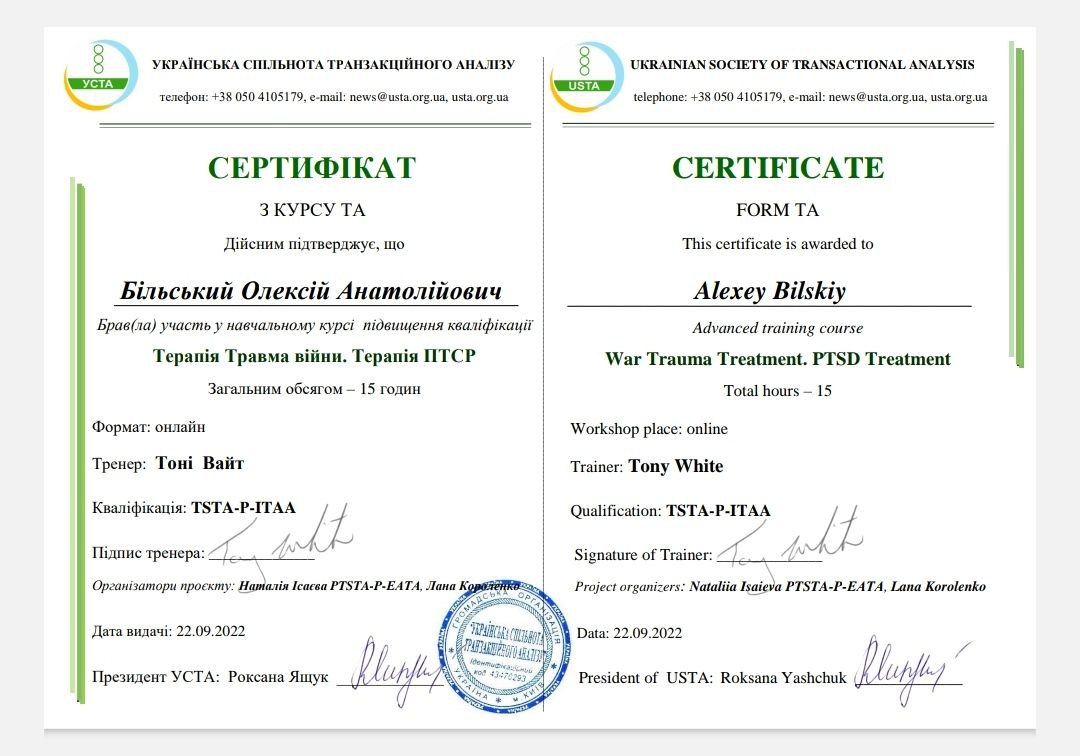 УСТА
УКРАЇНСЬКА СПІЛЬНОТА ТРАНЗАКЦІЙНОГО АНАЛІЗУ
телефон: +38 050 4105179, e-mail: news@usta.org.ua, usta.org.ua
СЕРТИФІКАТ
З КУРСУ ТА
Дійсним підтверджує, що
Більський Олексій Анатолійович
Брав(ла) участь у навчальному курсі підвищення кваліфікації
Терапія Травма війни. Терапія ПТСР
Загальним обсягом – 15 годин
Формат: онлайн
Тренер: Тоні Вайт
Кваліфікація: TSTA-P-ITAA
Підпис тренера:
Організатори проєкту: Наталія Ісаєва PTSTA-P-EATA, Лана Короленко
Дата видачі: 22.09.2022
Президент УСТА: Роксана Ящук
ГРОМАДСЬКА ОРГАНІЗАЦІЯ
УКРАЇНСЬКА СПІЛЬНОТА
ТРАНЗАКЦІЙНОГО АНАЛІЗУ
Ідентифікаційний
код 43470293
УКРАЇНА * м.КИЇВ
USTA
UKRAINIAN SOCIETY OF TRANSACTIONAL ANALYSIS
telephone: +38 050 4105179, e-mail: news@usta.org.ua, usta.org.ua
CERTIFICATE
FORM TA
This certificate is awarded to
Alexey Bilskiy
Advanced training course
War Trauma Treatment. PTSD Treatment
Total hours – 15
Workshop place: online
Trainer: Tony White
Qualification: TSTA-P-ITAA
Signature of Trainer:
Project organizers: Nataliia Isaieva PTSTA-P-EATA, Lana Korolenko
Data: 22.09.2022
President of USTA: Roksana Yashchuk